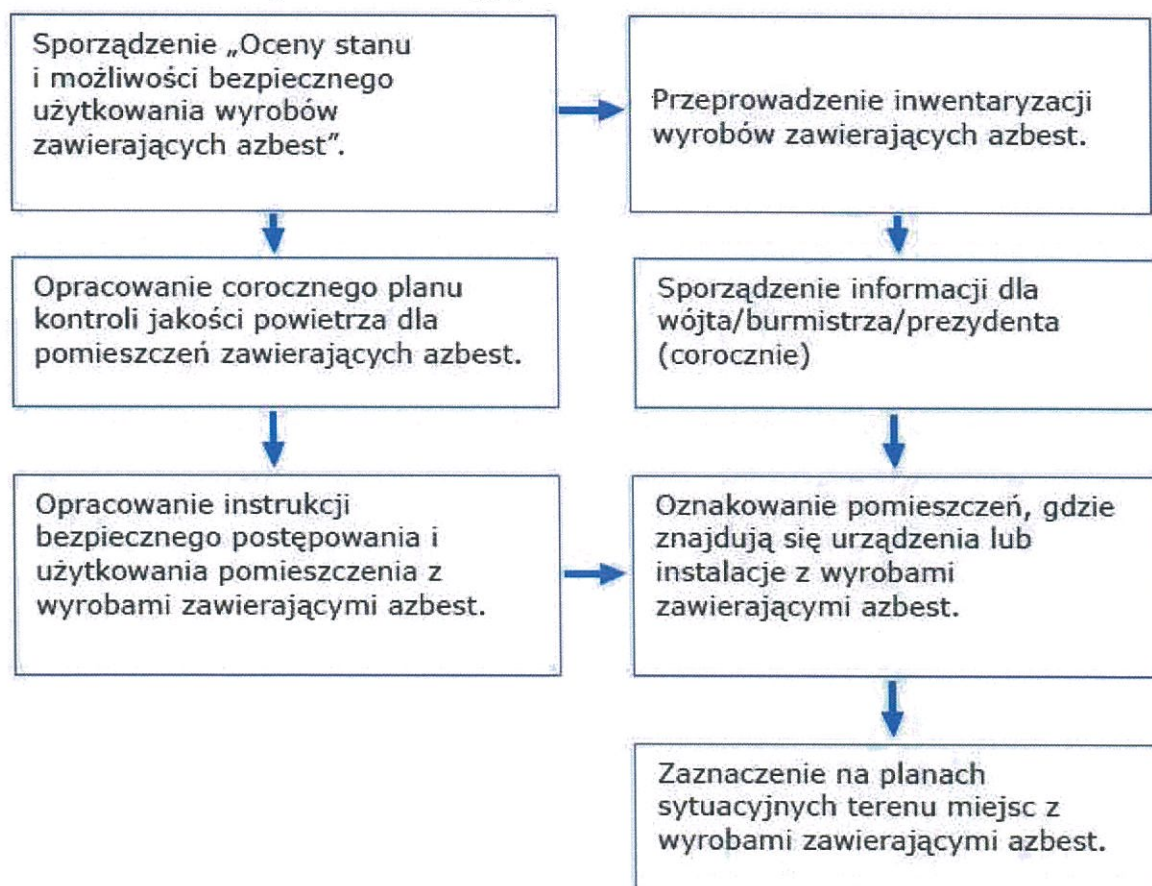 Sporządzenie „Oceny stanu
i możliwości bezpiecznego
użytkowania wyrobów
zawierających azbest”.
Przeprowadzenie inwentaryzacji
wyrobów zawierających azbest.
Opracowanie corocznego planu
kontroli jakości powietrza dla
pomieszczeń zawierających azbest.
Sporządzenie informacji dla
wójta/burmistrza/prezydenta
(corocznie)
Opracowanie instrukcji
bezpiecznego postępowania i
użytkowania pomieszczenia z
wyrobami zawierającymi azbest.
Oznakowanie pomieszczeń, gdzie
znajdują się urządzenia lub
instalacje z wyrobami
zawierającymi azbest.
Zaznaczenie na planach
sytuacyjnych terenu miejsc z
wyrobami zawierającymi azbest.